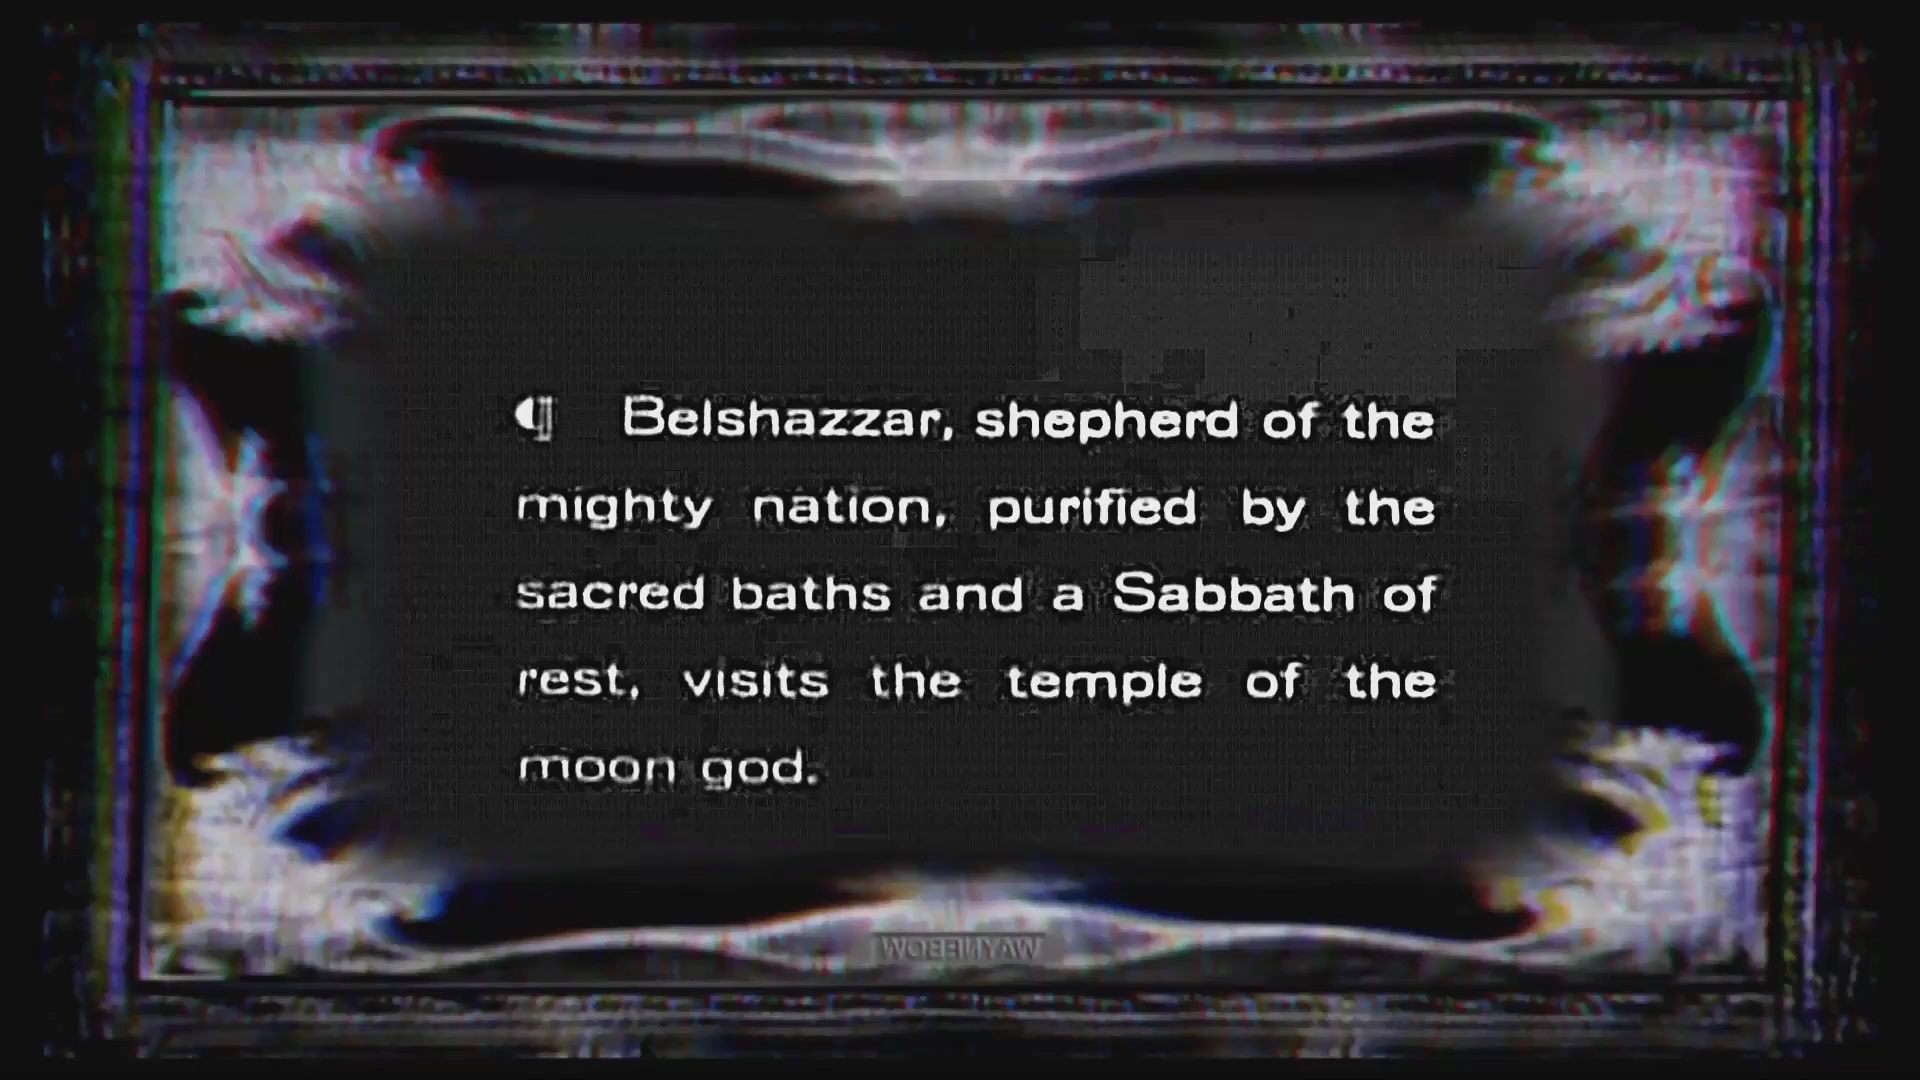 ¶ Belshazzar, shepherd of the
mighty nation, purified by the
sacred baths and a Sabbath of
rest, visits the temple of the
moon god.